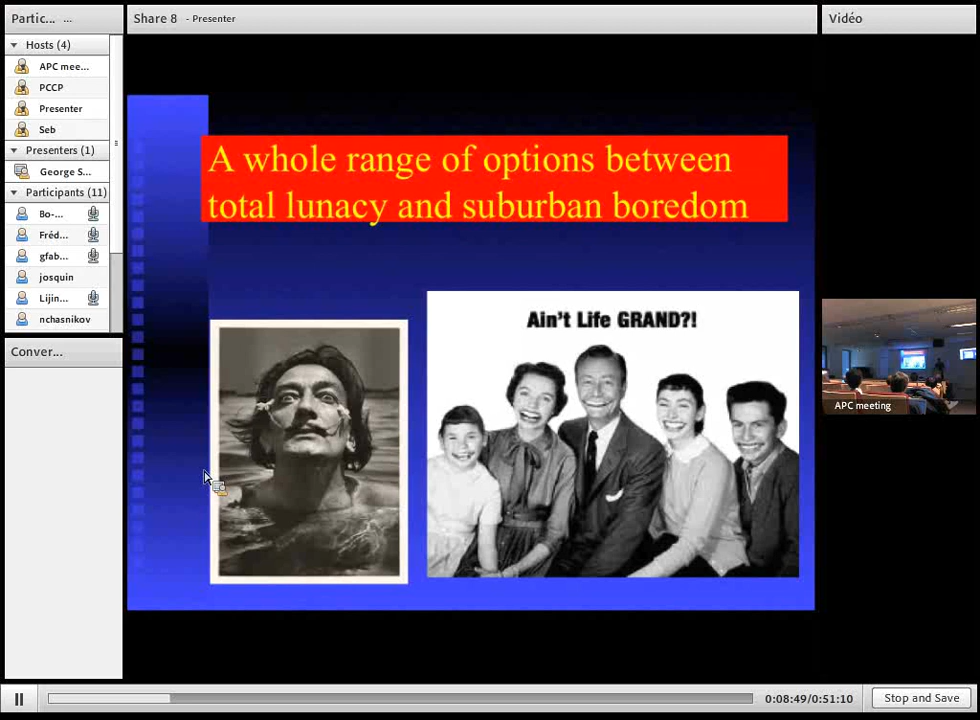 Partic... ...
Share 8 - Presenter
Vidéo
Hosts (4)
APC mee...
PCCP
Presenter
Seb
Presenters (1)
George S...
Participants (11)
Bo-...
Fréd...
gfab...
josquin
Lijin...
nchasnikov
Conver...
A whole range of options between
total lunacy and suburban boredom
Ain't Life GRAND?!
APC meeting
0:08:49/0:51:10
Stop and Save